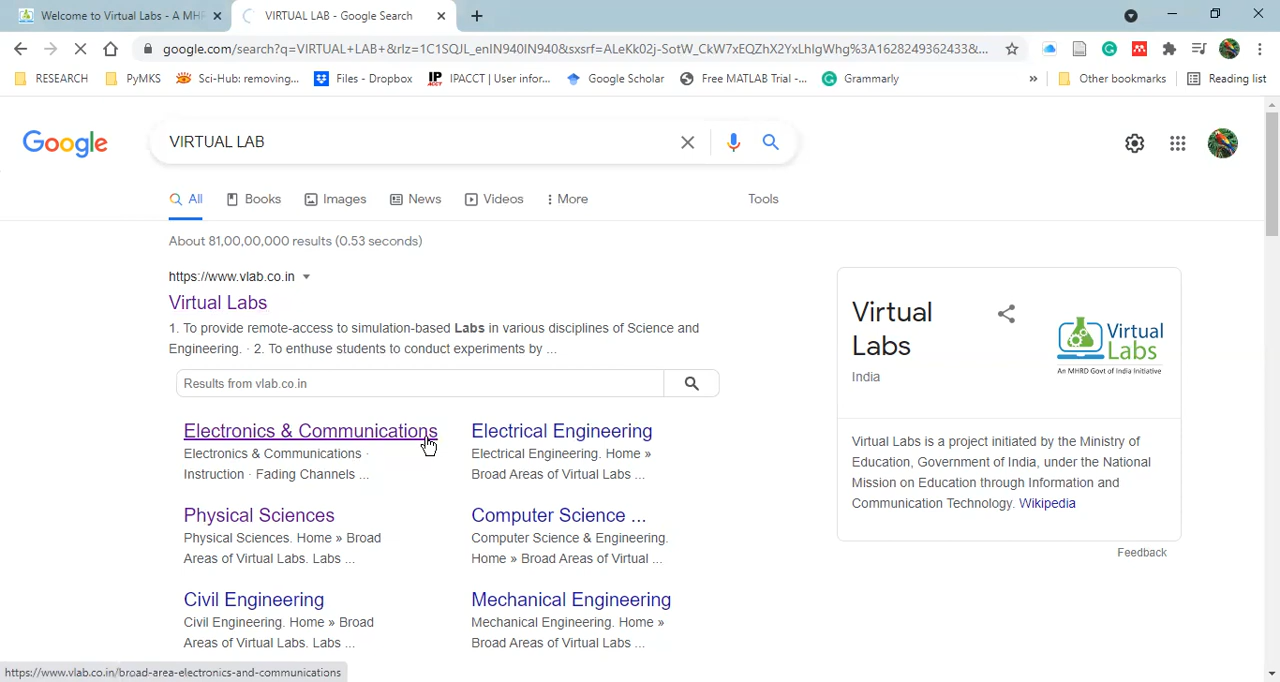 Welcome to Virtual Labs - A MH
VIRTUAL LAB - Google Search
google.com/search?q=VIRTUAL+LAB+&rlz=1C1SQJL_enIN940IN940&sxsrf=ALeKk02j-SotW_CkW7xEQZhX2YxLhIgWhg%3A1628249362433&...
RESEARCH
PyMKS
Sci-Hub: removing...
Files - Dropbox
IPACCT | User infor...
Google Scholar
Free MATLAB Trial -...
Grammarly
»
Other bookmarks
Reading list
Google
VIRTUAL LAB
All
Books
Images
News
Videos
More
Tools
About 81,00,00,000 results (0.53 seconds)
https://www.vlab.co.in
Virtual Labs
1. To provide remote-access to simulation-based Labs in various disciplines of Science and
Engineering. · 2. To enthuse students to conduct experiments by ...
Results from vlab.co.in
Electronics & Communications
Electronics & Communications ·
Instruction · Fading Channels ...
Electrical Engineering
Electrical Engineering. Home »
Broad Areas of Virtual Labs ...
Physical Sciences
Physical Sciences. Home » Broad
Areas of Virtual Labs. Labs ...
Computer Science ...
Computer Science & Engineering.
Home » Broad Areas of Virtual ...
Civil Engineering
Civil Engineering. Home » Broad
Areas of Virtual Labs. Labs ...
Mechanical Engineering
Mechanical Engineering. Home »
Broad Areas of Virtual Labs ...
Virtual
Labs
India
Virtual
Labs
An MHRD Govt of India Initiative
Virtual Labs is a project initiated by the Ministry of
Education, Government of India, under the National
Mission on Education through Information and
Communication Technology. Wikipedia
Feedback
https://www.vlab.co.in/broad-area-electronics-and-communications